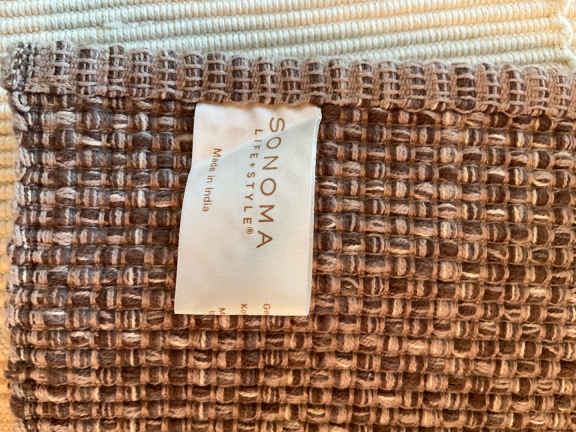 SONOMA
LIFE + STYLE®
Made in India